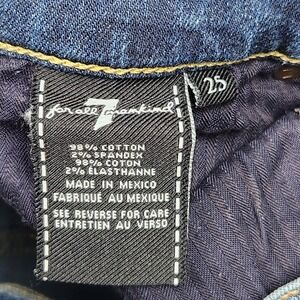 for all 7 mankind
25
98% COTTON
2% SPANDEX
98% COTON
2% ÉLASTHANNE
MADE IN MEXICO
FABRIQUÉ AU MEXIQUE
SEE REVERSE FOR CARE
ENTRETIEN AU VERSO